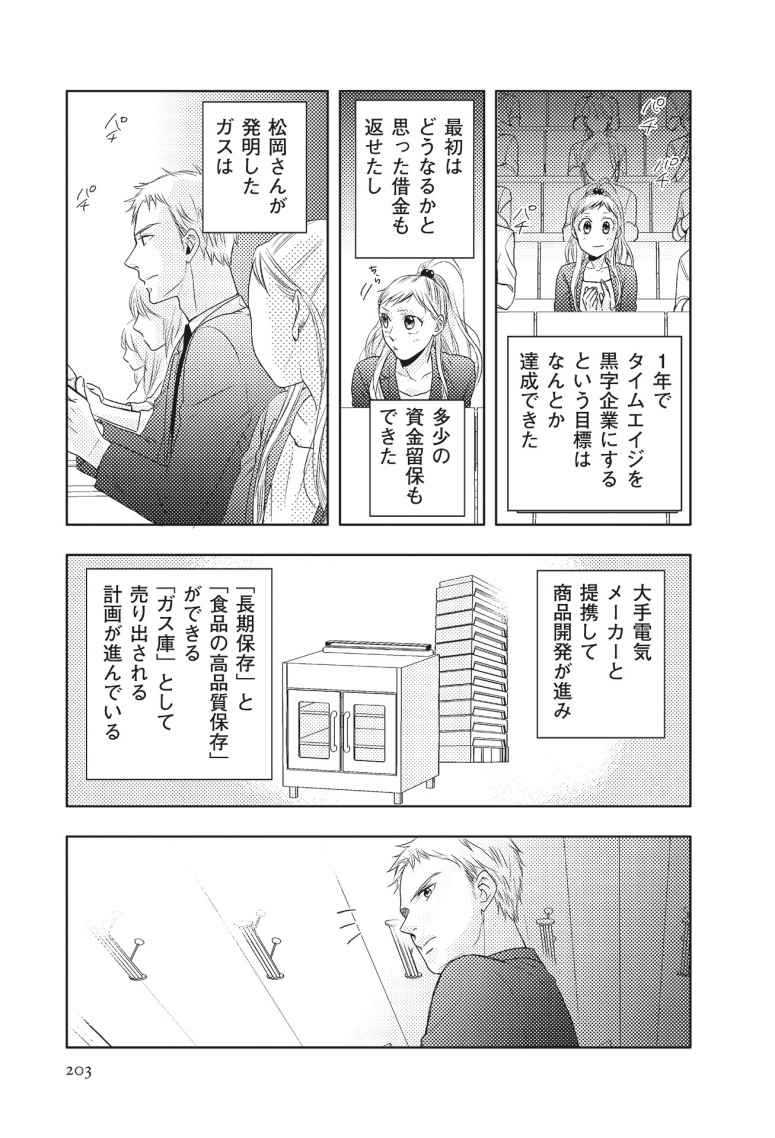 パチ
パチ
パチ
1年で
タイムエイジを
黒字企業にする
という目標は
なんとか
達成できた
最初は
どうなるかと
思った借金も
返せたし
ちらっ
多少の
資金留保も
できた
松岡さんが
発明した
ガスは
パチ
パチ
大手電気
メーカーと
提携して
商品開発が進み
「長期保存」と
「食品の高品質保存」
ができる
「ガス庫」として
売り出される
計画が進んでいる
203